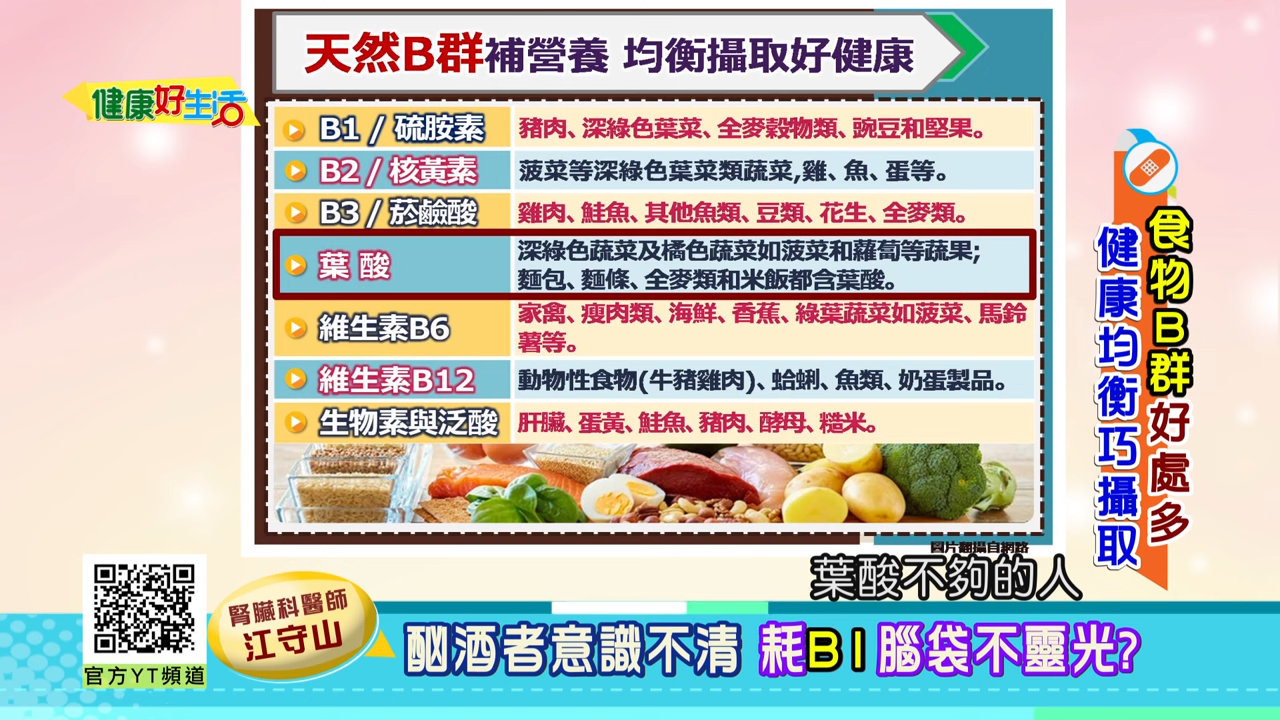 天然B群補營養 均衡攝取好健康
健康好生活
B1 / 硫胺素
豬肉、深綠色葉菜、全麥穀物類、豌豆和堅果。
B2 / 核黃素
菠菜等深綠色葉菜類蔬菜,雞、魚、蛋等。
B3 / 菸鹼酸
雞肉、鮭魚、其他魚類、豆類、花生、全麥類。
葉 酸
深綠色蔬菜及橘色蔬菜如菠菜和蘿蔔等蔬果;
麵包、麵條、全麥類和米飯都含葉酸。
維生素B6
家禽、瘦肉類、海鮮、香蕉、綠葉蔬菜如菠菜、馬鈴
薯等。
維生素B12
動物性食物(牛豬雞肉)、蛤蜊、魚類、奶蛋製品。
生物素與泛酸
肝臟、蛋黃、鮭魚、豬肉、酵母、糙米。
食物B群好處多
健康均衡巧攝取
圖片翻攝自網路
葉酸不夠的人
腎臟科醫師
江守山
酗酒者意識不清 耗B1腦袋不靈光?
官方YT頻道